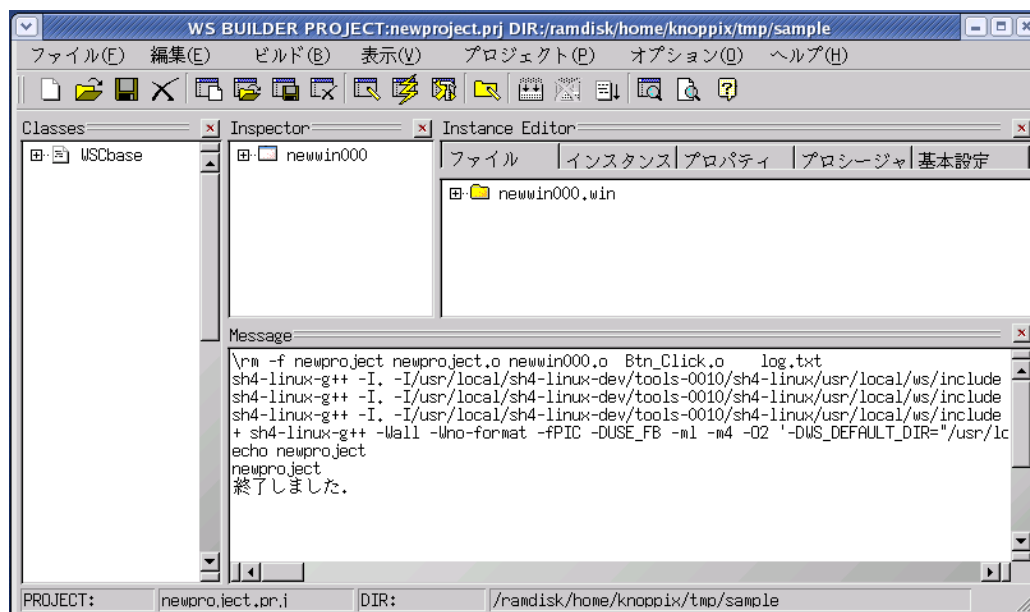 WS BUILDER PROJECT:newproject.prj DIR:/ramdisk/home/knoppix/tmp/sample
ファイル(F) 編集(E) ビルド(B) 表示(V) プロジェクト(P) オプション(O) ヘルプ(H)
Classes Inspector Instance Editor
WSCbase newwin000 ファイル インスタンス プロパティ プロシージャ 基本設定
newwin000.win
Message
\rm -f newproject newproject.o newwin000.o Btn_Click.o log.txt
sh4-linux-g++ -I. -I/usr/local/sh4-linux-dev/tools-0010/sh4-linux/usr/local/ws/include
sh4-linux-g++ -I. -I/usr/local/sh4-linux-dev/tools-0010/sh4-linux/usr/local/ws/include
sh4-linux-g++ -I. -I/usr/local/sh4-linux-dev/tools-0010/sh4-linux/usr/local/ws/include
+ sh4-linux-g++ -Wall -Wno-format -fPIC -DUSE_FB -ml -m4 -O2 '-DWS_DEFAULT_DIR="/usr/lc
echo newproject
newproject
終了しました.
PROJECT: newproject.prj DIR: /ramdisk/home/knoppix/tmp/sample